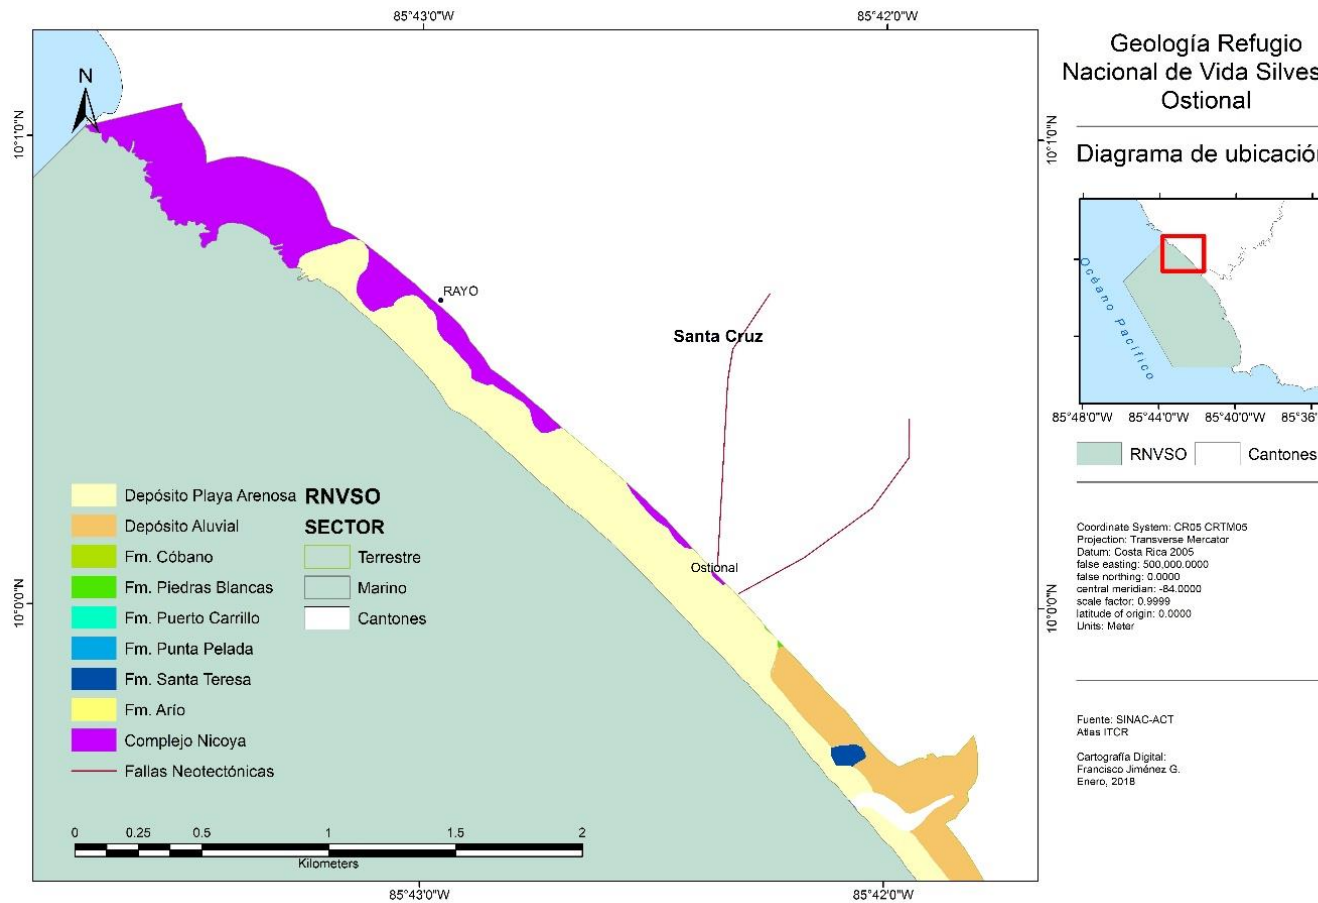 85°43'0"W
85°42'0"W
N
10°1'0"N
10°1'0"N
RAYO
Santa Cruz
Ostional
10°0'0"N
10°0'0"N
Depósito Playa Arenosa
Depósito Aluvial
Fm. Cóbano
Fm. Piedras Blancas
Fm. Puerto Carrillo
Fm. Punta Pelada
Fm. Santa Teresa
Fm. Arío
Complejo Nicoya
Fallas Neotectónicas
RNVSO
SECTOR
Terrestre
Marino
Cantones
0 0.25 0.5 1 1.5 2
Kilometers
85°43'0"W
85°42'0"W
Geología Refugio
Nacional de Vida Silves
Ostional
Diagrama de ubicación
Océano Pacífico
85°48'0"W 85°44'0"W 85°40'0"W 85°36'
RNVSO
Cantones
Coordinate System: CR05 CRTM05
Projection: Transverse Mercator
Datum: Costa Rica 2005
false easting: 500,000.0000
false northing: 0.0000
central meridian: -84.0000
scale factor: 0.9999
latitude of origin: 0.0000
Units: Meter
Fuente: SINAC-ACT
Atlas ITCR
Cartografía Digital:
Francisco Jiménez G.
Enero, 2018